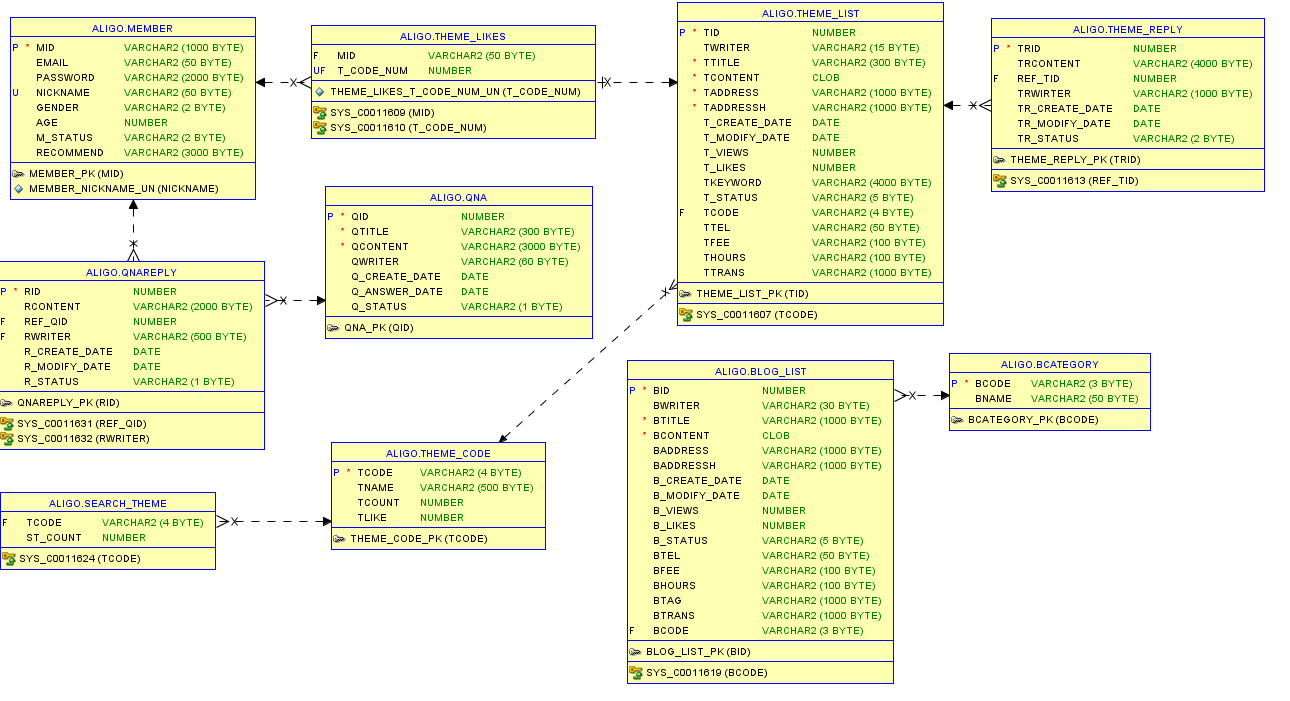 ALIGO.MEMBER
P * MID VARCHAR2 (1000 BYTE)
EMAIL VARCHAR2 (50 BYTE)
PASSWORD VARCHAR2 (2000 BYTE)
U NICKNAME VARCHAR2 (50 BYTE)
GENDER VARCHAR2 (2 BYTE)
AGE NUMBER
M_STATUS VARCHAR2 (2 BYTE)
RECOMMEND VARCHAR2 (3000 BYTE)
MEMBER_PK (MID)
MEMBER_NICKNAME_UN (NICKNAME)
ALIGO.THEME_LIKES
F MID VARCHAR2 (50 BYTE)
UF T_CODE_NUM NUMBER
THEME_LIKES_T_CODE_NUM_UN (T_CODE_NUM)
SYS_C0011609 (MID)
SYS_C0011610 (T_CODE_NUM)
ALIGO.THEME_LIST
P * TID NUMBER
TWRITER VARCHAR2 (15 BYTE)
* TTITLE VARCHAR2 (300 BYTE)
* TCONTENT CLOB
* TADDRESS VARCHAR2 (1000 BYTE)
* TADDRESSH VARCHAR2 (1000 BYTE)
T_CREATE_DATE DATE
T_MODIFY_DATE DATE
T_VIEWS NUMBER
T_LIKES NUMBER
TKEYWORD VARCHAR2 (4000 BYTE)
T_STATUS VARCHAR2 (5 BYTE)
F TCODE VARCHAR2 (4 BYTE)
TTEL VARCHAR2 (50 BYTE)
TFEE VARCHAR2 (100 BYTE)
THOURS VARCHAR2 (100 BYTE)
TTRANS VARCHAR2 (1000 BYTE)
THEME_LIST_PK (TID)
SYS_C0011607 (TCODE)
ALIGO.THEME_REPLY
P * TRID NUMBER
TRCONTENT VARCHAR2 (4000 BYTE)
F REF_TID NUMBER
TRWIRTER VARCHAR2 (1000 BYTE)
TR_CREATE_DATE DATE
TR_MODIFY_DATE DATE
TR_STATUS VARCHAR2 (2 BYTE)
THEME_REPLY_PK (TRID)
SYS_C0011613 (REF_TID)
ALIGO.QNA
P * QID NUMBER
* QTITLE VARCHAR2 (300 BYTE)
* QCONTENT VARCHAR2 (3000 BYTE)
QWRITER VARCHAR2 (60 BYTE)
Q_CREATE_DATE DATE
Q_ANSWER_DATE DATE
Q_STATUS VARCHAR2 (1 BYTE)
QNA_PK (QID)
ALIGO.QNAREPLY
P * RID NUMBER
RCONTENT VARCHAR2 (2000 BYTE)
F REF_QID NUMBER
F RWRITER VARCHAR2 (500 BYTE)
R_CREATE_DATE DATE
R_MODIFY_DATE DATE
R_STATUS VARCHAR2 (1 BYTE)
QNAREPLY_PK (RID)
SYS_C0011631 (REF_QID)
SYS_C0011632 (RWRITER)
ALIGO.THEME_CODE
P * TCODE VARCHAR2 (4 BYTE)
TNAME VARCHAR2 (500 BYTE)
TCOUNT NUMBER
TLIKE NUMBER
THEME_CODE_PK (TCODE)
ALIGO.SEARCH_THEME
F TCODE VARCHAR2 (4 BYTE)
ST_COUNT NUMBER
SYS_C0011624 (TCODE)
ALIGO.BLOG_LIST
P * BID NUMBER
BWRITER VARCHAR2 (30 BYTE)
* BTITLE VARCHAR2 (1000 BYTE)
* BCONTENT CLOB
BADDRESS VARCHAR2 (1000 BYTE)
BADDRESSH VARCHAR2 (1000 BYTE)
B_CREATE_DATE DATE
B_MODIFY_DATE DATE
B_VIEWS NUMBER
B_LIKES NUMBER
B_STATUS VARCHAR2 (5 BYTE)
BTEL VARCHAR2 (50 BYTE)
BFEE VARCHAR2 (100 BYTE)
BHOURS VARCHAR2 (100 BYTE)
BTAG VARCHAR2 (1000 BYTE)
BTRANS VARCHAR2 (1000 BYTE)
F BCODE VARCHAR2 (3 BYTE)
BLOG_LIST_PK (BID)
SYS_C0011619 (BCODE)
ALIGO.BCATEGORY
P * BCODE VARCHAR2 (3 BYTE)
BNAME VARCHAR2 (50 BYTE)
BCATEGORY_PK (BCODE)